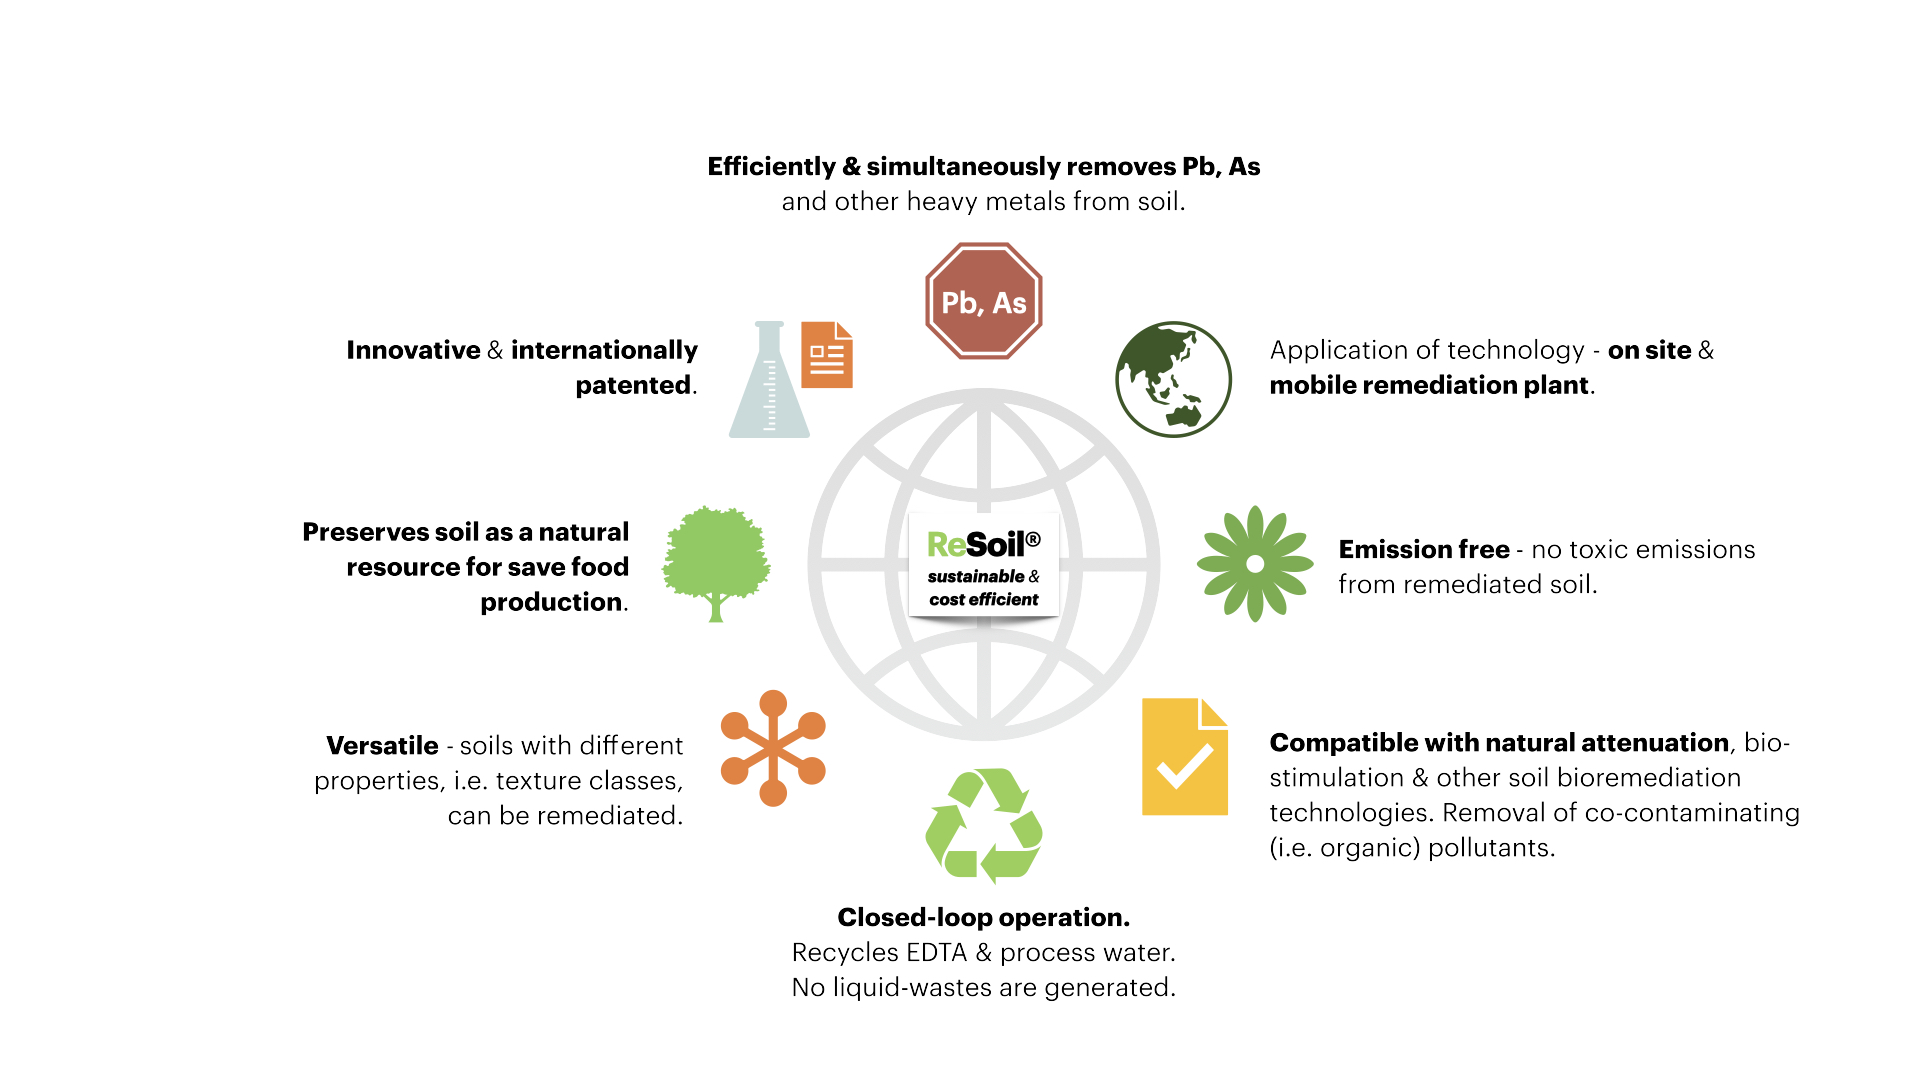 Efficiently & simultaneously removes Pb, As
and other heavy metals from soil.
Pb, As
Innovative & internationally
patented.
Application of technology - on site &
mobile remediation plant.
Preserves soil as a natural
resource for save food
production.
ReSoil®
sustainable &
cost efficient
Emission free - no toxic emissions
from remediated soil.
Versatile - soils with different
properties, i.e. texture classes,
can be remediated.
Compatible with natural attenuation, bio-
stimulation & other soil bioremediation
technologies. Removal of co-contaminating
(i.e. organic) pollutants.
Closed-loop operation.
Recycles EDTA & process water.
No liquid-wastes are generated.